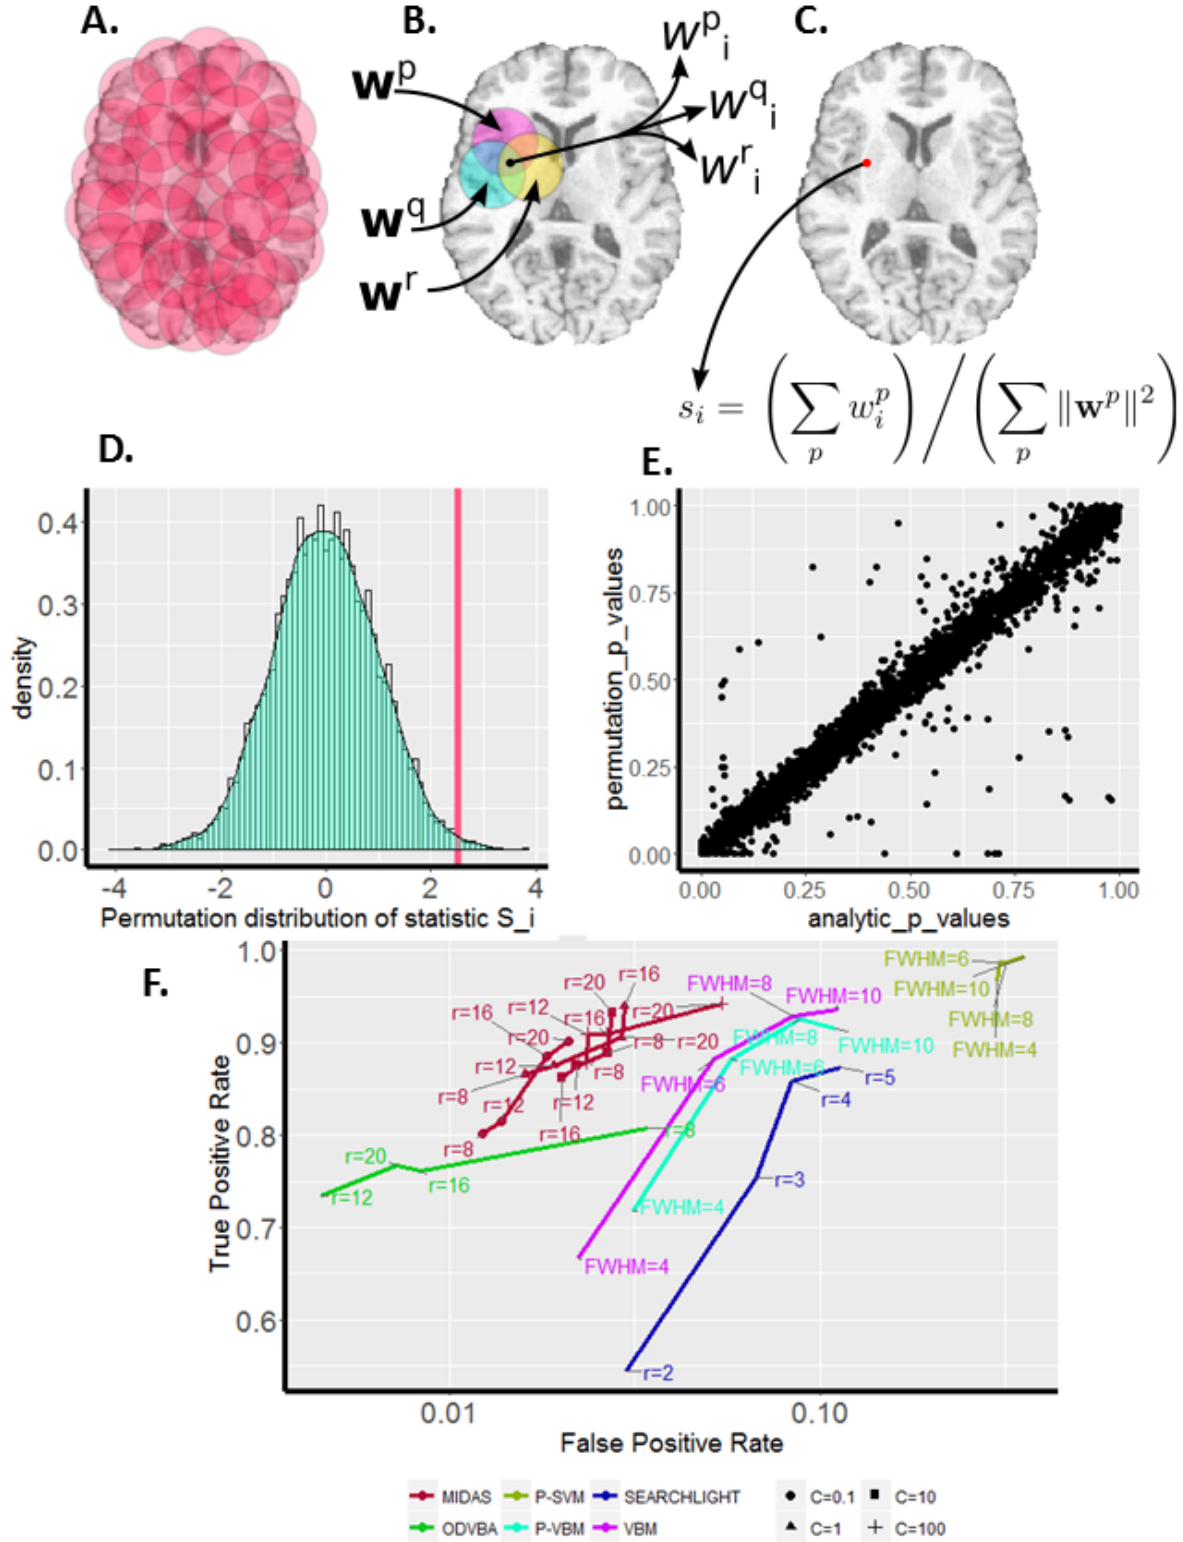 A.
B.
C.
w^p
w^q
w^r
w^p_i
w^q_i
w^r_i
s_i = (∑_p w_i^p) / (∑_p ‖w^p‖^2)
D.
density
0.4
0.3
0.2
0.1
0.0
-4 -2 0 2 4
Permutation distribution of statistic S_i
E.
permutation_p_values
1.00
0.75
0.50
0.25
0.00
0.00 0.25 0.50 0.75 1.00
analytic_p_values
F.
True Positive Rate
1.0
0.9
0.8
0.7
0.6
r=20
r=16
r=16
r=12
r=16
r=20
r=20
r=8
r=20
r=12
r=8
r=8
r=12
r=12
r=8
r=16
r=20
r=12
r=16
r=8
FWHM=8
FWHM=10
FWHM=6
FWHM=4
FWHM=8
FWHM=10
FWHM=6
FWHM=4
FWHM=6
FWHM=10
FWHM=8
FWHM=4
r=5
r=4
r=3
r=2
0.01 0.10
False Positive Rate
MIDAS P-SVM SEARCHLIGHT C=0.1 C=10
ODVBA P-VBM VBM C=1 C=100